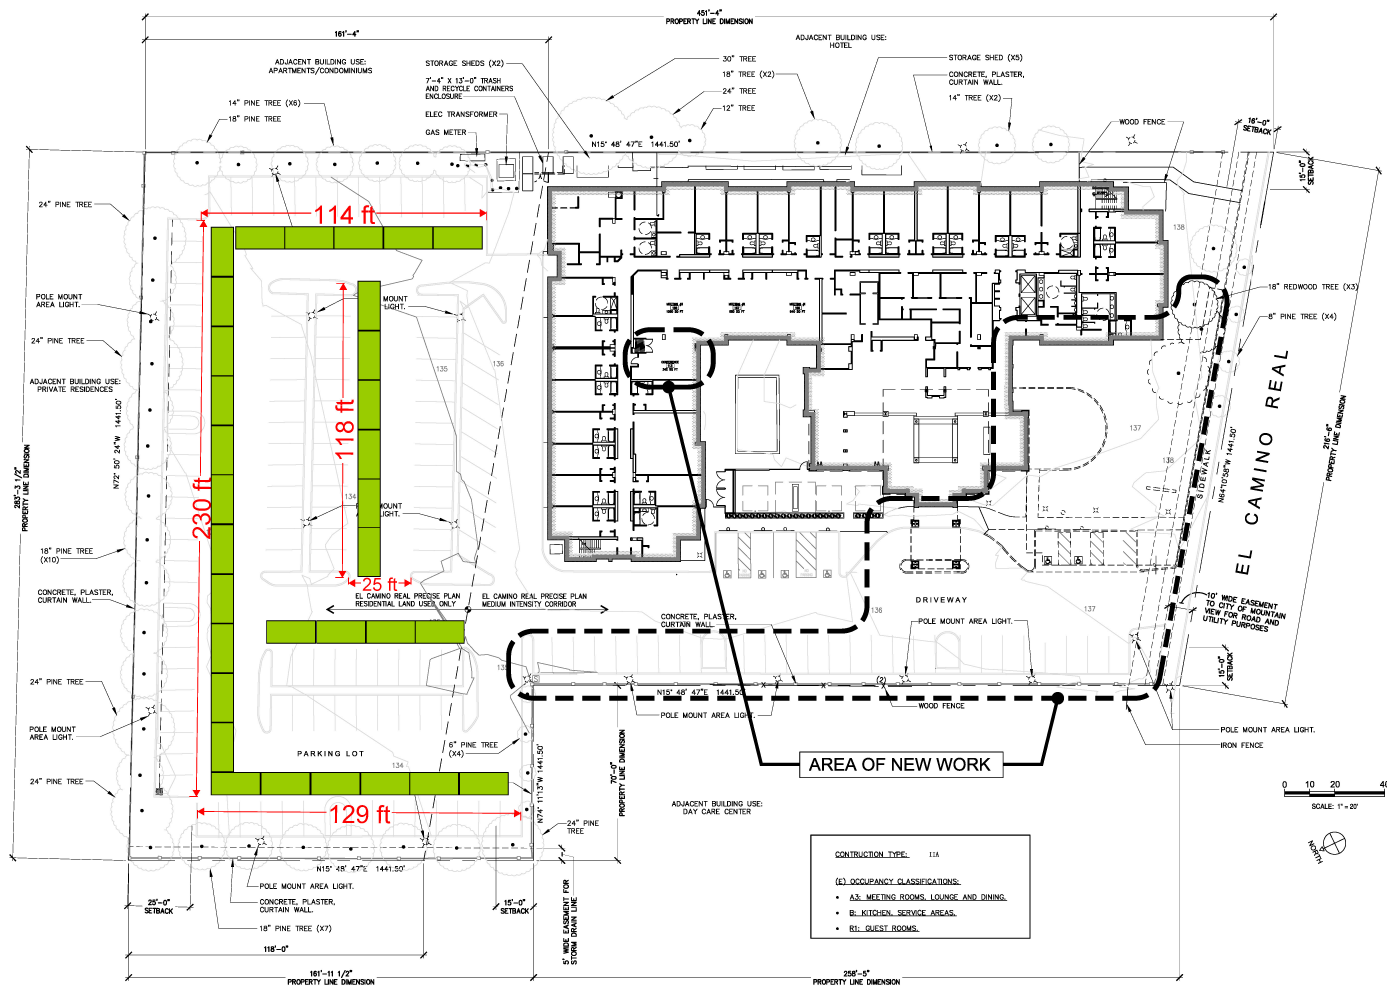 451'-4"
PROPERTY LINE DIMENSION
161'-4"
ADJACENT BUILDING USE:
HOTEL
ADJACENT BUILDING USE:
APARTMENTS/CONDOMINIUMS
STORAGE SHEDS (X2)
7'-4" X 13'-0" TRASH
AND RECYCLE CONTAINERS
ENCLOSURE
ELEC TRANSFORMER
GAS METER
30" TREE
18" TREE (X2)
24" TREE
12" TREE
STORAGE SHED (X5)
CONCRETE, PLASTER,
CURTAIN WALL.
14" TREE (X2)
WOOD FENCE
16'-0"
SETBACK
15'-0"
SETBACK
14" PINE TREE (X6)
18" PINE TREE
N15° 48' 47"E 1441.50'
24" PINE TREE
114 ft
138
POLE MOUNT
AREA LIGHT.
MOUNT
LIGHT.
18" REDWOOD TREE (X3)
8" PINE TREE (X4)
24" PINE TREE
136
135
ADJACENT BUILDING USE:
PRIVATE RESIDENCES
N72° 50' 24"W 1441.50'
283'-3 1/2"
PROPERTY LINE DIMENSION
230 ft
118 ft
134
AREA OF NEW WORK
137
SIDEWALK
N64°10'58"W 1441.50'
EL CAMINO REAL
216'-6"
PROPERTY LINE DIMENSION
18" PINE TREE
(X10)
CONCRETE, PLASTER,
CURTAIN WALL.
25 ft
EL CAMINO REAL PRECISE PLAN
RESIDENTIAL LAND USES ONLY
EL CAMINO REAL PRECISE PLAN
MEDIUM INTENSITY CORRIDOR
CONCRETE, PLASTER,
CURTAIN WALL.
136
DRIVEWAY
137
POLE MOUNT AREA LIGHT.
10' WIDE EASEMENT
TO CITY OF MOUNTAIN
VIEW FOR ROAD AND
UTILITY PURPOSES
15'-0"
SETBACK
24" PINE TREE
N15° 48' 47"E 1441.50'
(2)
WOOD FENCE
POLE MOUNT AREA LIGHT.
POLE MOUNT AREA LIGHT.
IRON FENCE
POLE MOUNT
AREA LIGHT.
6" PINE TREE
(X4)
PARKING LOT
134
24" PINE TREE
N74° 11'13"W 1441.50'
70'-0"
PROPERTY LINE DIMENSION
129 ft
24" PINE
TREE
ADJACENT BUILDING USE:
DAY CARE CENTER
0 10 20 40
SCALE: 1" = 20'
NORTH
CONTRUCTION TYPE: IIA
(E) OCCUPANCY CLASSIFICATIONS:
• A3: MEETING ROOMS, LOUNGE AND DINING.
• B: KITCHEN, SERVICE AREAS.
• R1: GUEST ROOMS.
N15° 48' 47"E 1441.50'
POLE MOUNT AREA LIGHT.
CONCRETE, PLASTER,
CURTAIN WALL.
18" PINE TREE (X7)
25'-0"
SETBACK
15'-0"
SETBACK
5' WIDE EASEMENT FOR
STORM DRAIN LINE
118'-0"
161'-11 1/2"
PROPERTY LINE DIMENSION
258'-5"
PROPERTY LINE DIMENSION